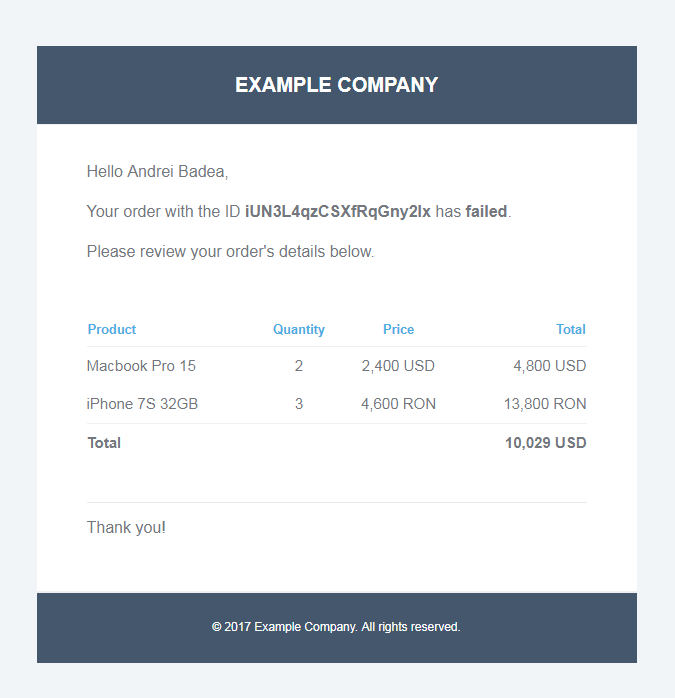 EXAMPLE COMPANY
Hello Andrei Badea,
Your order with the ID iUN3L4qzCSXfRqGny2Ix has failed.
Please review your order's details below.
Product Quantity Price Total
Macbook Pro 15 2 2,400 USD 4,800 USD
iPhone 7S 32GB 3 4,600 RON 13,800 RON
Total 10,029 USD
Thank you!
© 2017 Example Company. All rights reserved.